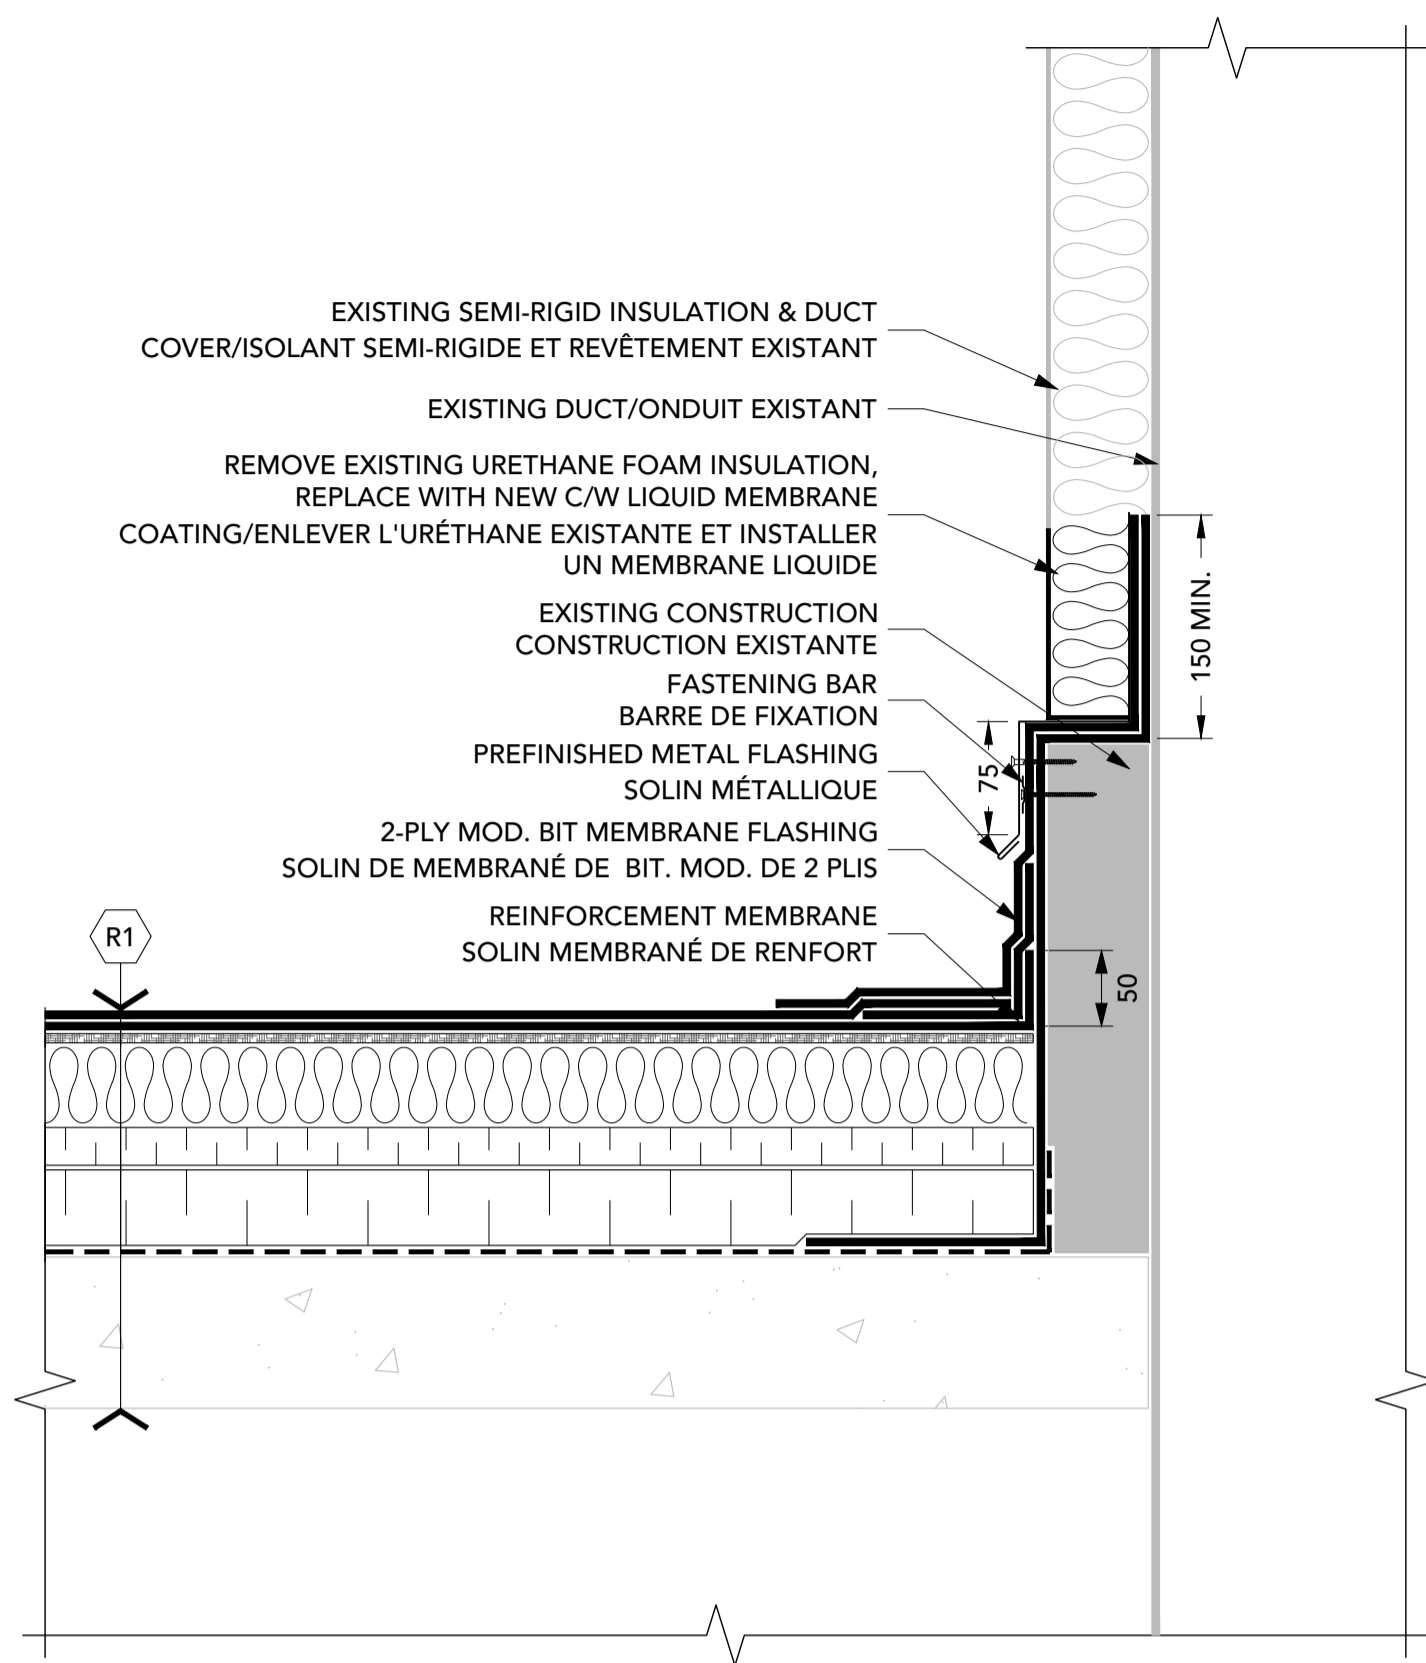 EXISTING SEMI-RIGID INSULATION & DUCT
COVER/ISOLANT SEMI-RIGIDE ET REVÊTEMENT EXISTANT
EXISTING DUCT/ONDUIT EXISTANT
REMOVE EXISTING URETHANE FOAM INSULATION,
REPLACE WITH NEW C/W LIQUID MEMBRANE
COATING/ENLEVER L'URÉTHANE EXISTANTE ET INSTALLER
UN MEMBRANE LIQUIDE
EXISTING CONSTRUCTION
CONSTRUCTION EXISTANTE
FASTENING BAR
BARRE DE FIXATION
PREFINISHED METAL FLASHING
SOLIN MÉTALLIQUE
2-PLY MOD. BIT MEMBRANE FLASHING
SOLIN DE MEMBRANÉ DE BIT. MOD. DE 2 PLIS
REINFORCEMENT MEMBRANE
SOLIN MEMBRANÉ DE RENFORT
150 MIN.
75
50
R1